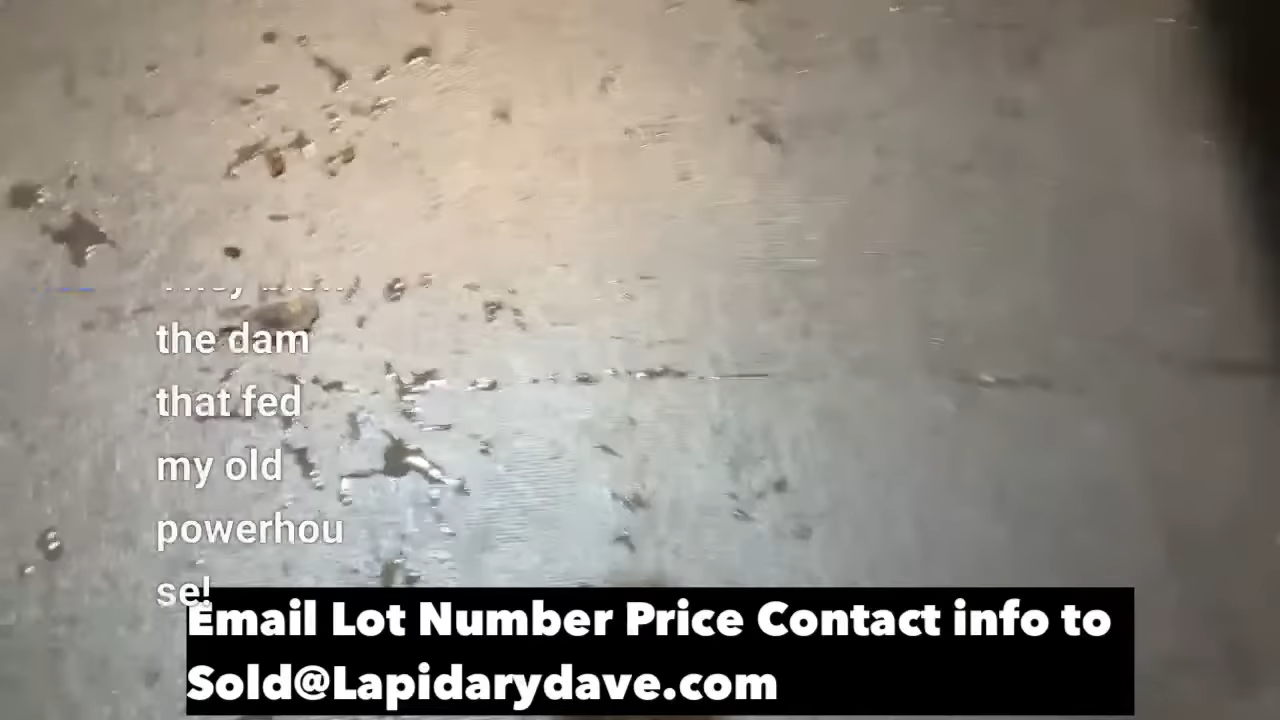 the dam
that fed
my old
powerhou
se!
Email Lot Number Price Contact info to
Sold@Lapidarydave.com